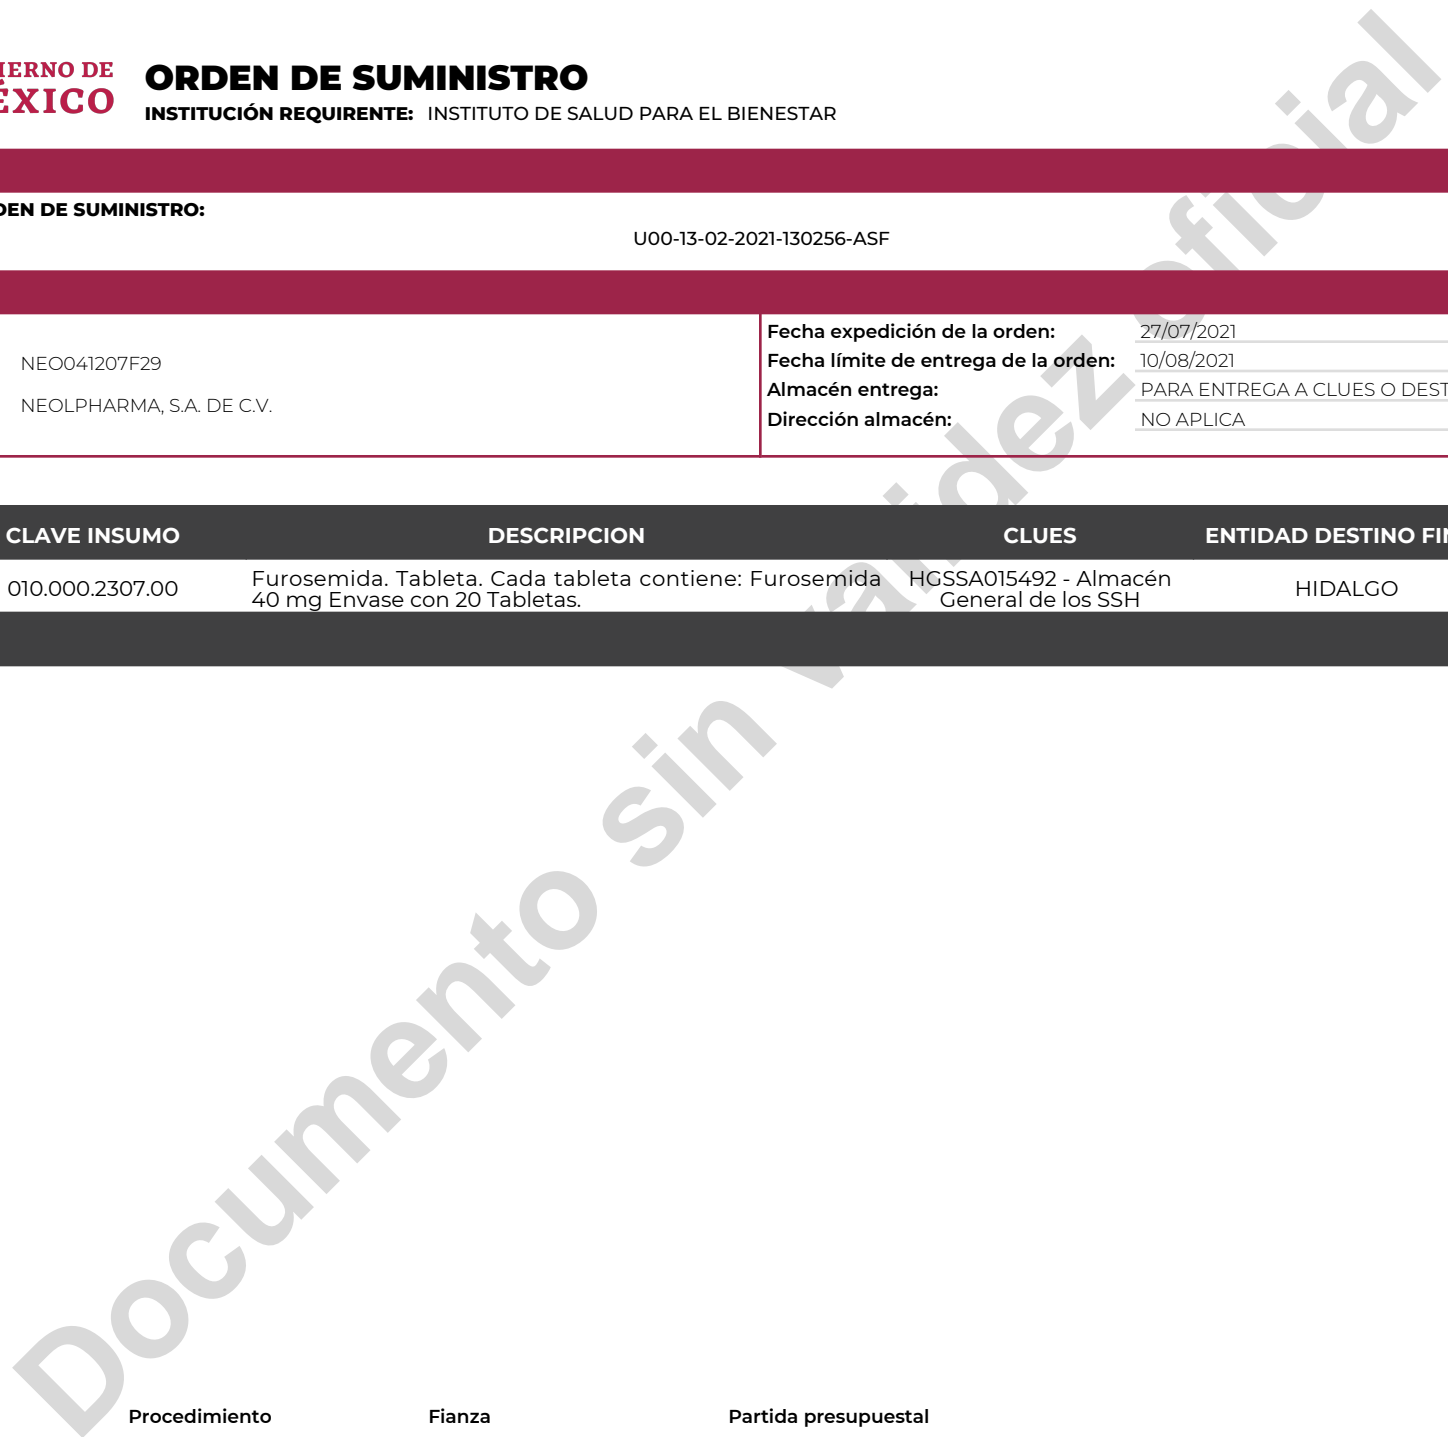 IERNO DE
ÉXICO
ORDEN DE SUMINISTRO
INSTITUCIÓN REQUIRENTE: INSTITUTO DE SALUD PARA EL BIENESTAR
DEN DE SUMINISTRO:
U00-13-02-2021-130256-ASF
NEO041207F29
NEOLPHARMA, S.A. DE C.V.
Fecha expedición de la orden: 27/07/2021
Fecha límite de entrega de la orden: 10/08/2021
Almacén entrega: PARA ENTREGA A CLUES O DEST
Dirección almacén: NO APLICA
CLAVE INSUMO DESCRIPCION CLUES ENTIDAD DESTINO FIN
010.000.2307.00
Furosemida. Tableta. Cada tableta contiene: Furosemida
40 mg Envase con 20 Tabletas.
HGSSA015492 - Almacén
General de los SSH
HIDALGO
Documento sin validez oficial
Procedimiento Fianza Partida presupuestal